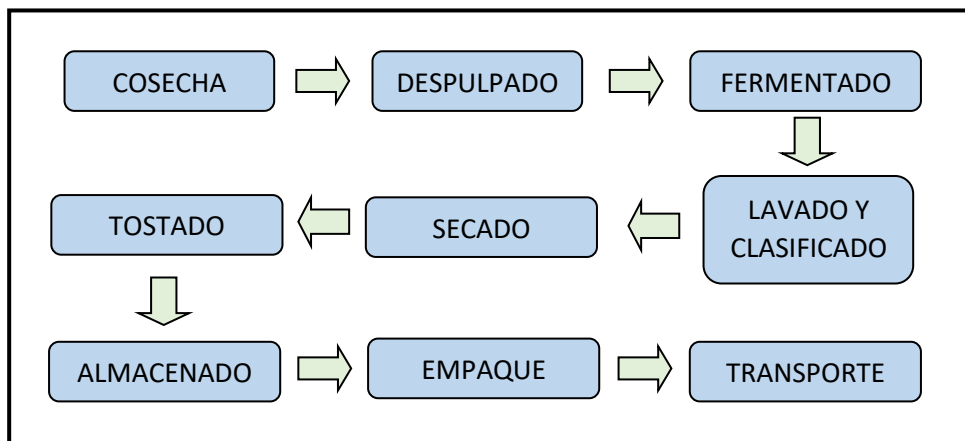 COSECHA
DESPULPADO
FERMENTADO
LAVADO Y
CLASIFICADO
SECADO
TOSTADO
ALMACENADO
EMPAQUE
TRANSPORTE